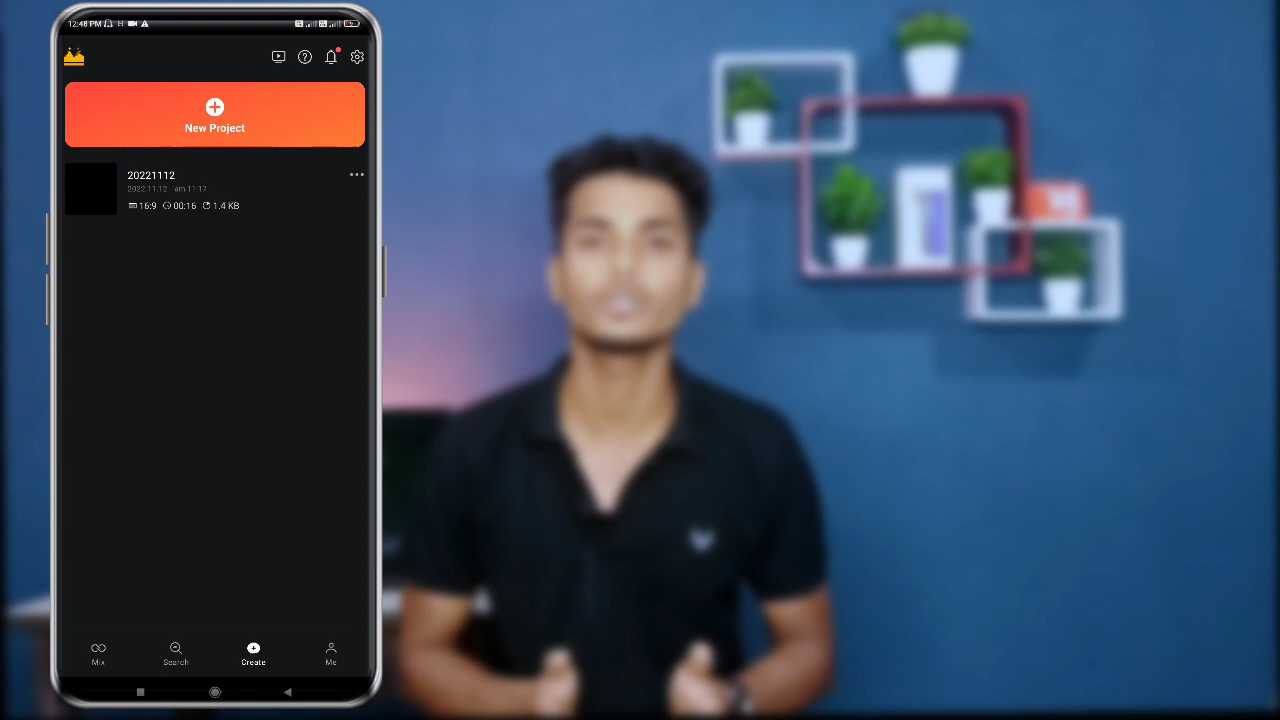 12:48 PM
New Project
20221112
2022.11.12 am 11:17
16:9 00:16 1.4 KB
Mix Search Create Me